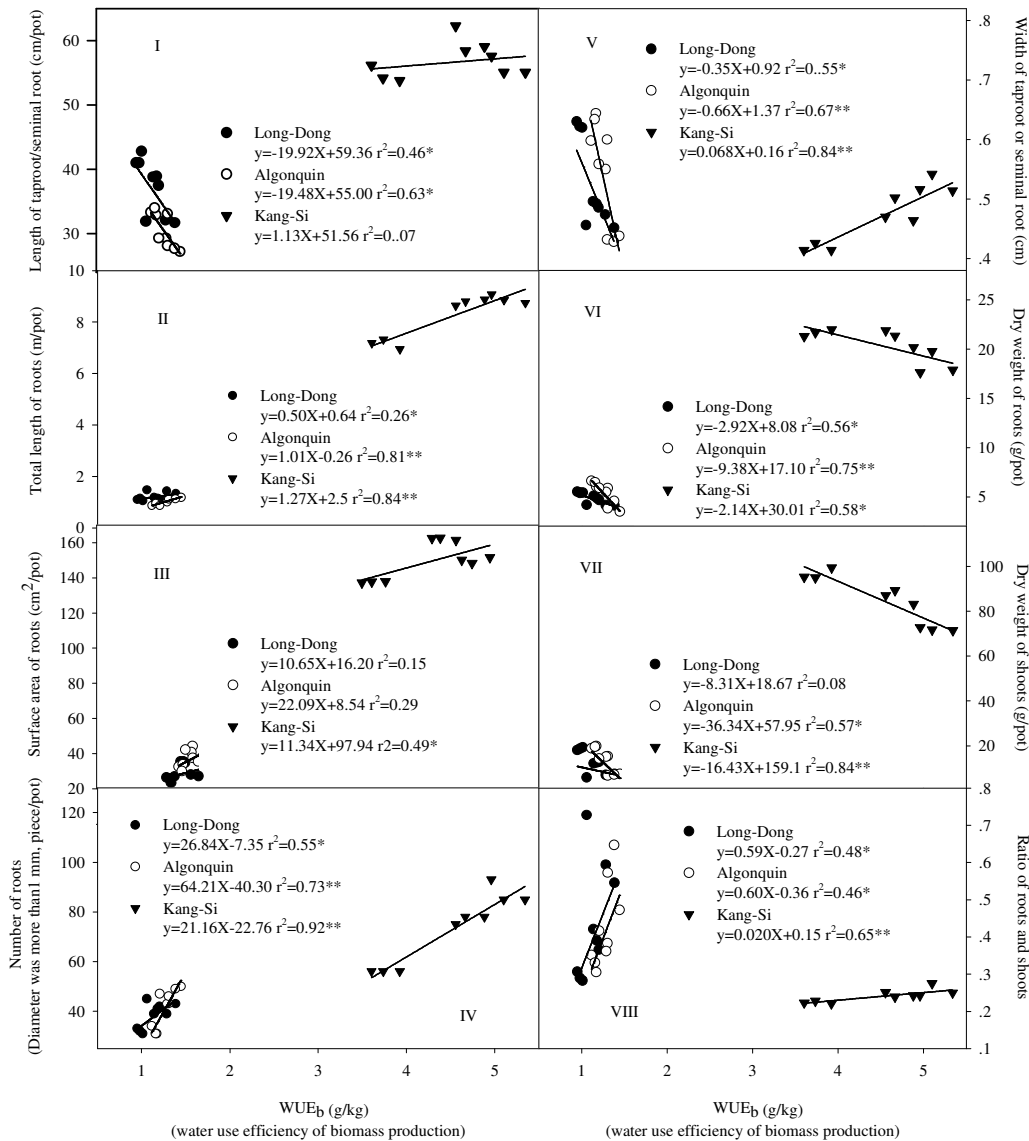 Length of taproot/seminal root (cm/pot)
60
50
40
30
10
I
Long-Dong
y=-19.92X+59.36 r²=0.46*
Algonquin
y=-19.48X+55.00 r²=0.63*
Kang-Si
y=1.13X+51.56 r²=0..07
V
Long-Dong
y=-0.35X+0.92 r²=0..55*
Algonquin
y=-0.66X+1.37 r²=0.67**
Kang-Si
y=0.068X+0.16 r²=0.84**
.8
.7
.6
.5
.4
Width of taproot or
seminal root (cm)
Total length of roots (m/pot)
8
6
4
2
0
II
Long-Dong
y=0.50X+0.64 r²=0.26*
Algonquin
y=1.01X-0.26 r²=0.81**
Kang-Si
y=1.27X+2.5 r²=0.84**
VI
Long-Dong
y=-2.92X+8.08 r²=0.56*
Algonquin
y=-9.38X+17.10 r²=0.75**
Kang-Si
y=-2.14X+30.01 r²=0.58*
25
20
15
10
5
Dry weight of roots
(g/pot)
Surface area of roots (cm²/pot)
160
140
120
100
80
60
40
20
III
Long-Dong
y=10.65X+16.20 r²=0.15
Algonquin
y=22.09X+8.54 r²=0.29
Kang-Si
y=11.34X+97.94 r2=0.49*
VII
Long-Dong
y=-8.31X+18.67 r²=0.08
Algonquin
y=-36.34X+57.95 r²=0.57*
Kang-Si
y=-16.43X+159.1 r²=0.84**
100
80
60
40
20
Dry weight of shoots
(g/pot)
Number of roots
(Diameter was more than1 mm, piece/pot)
120
100
80
60
40
Long-Dong
y=26.84X-7.35 r²=0.55*
Algonquin
y=64.21X-40.30 r²=0.73**
Kang-Si
y=21.16X-22.76 r²=0.92**
IV
Long-Dong
y=0.59X-0.27 r²=0.48*
Algonquin
y=0.60X-0.36 r²=0.46*
Kang-Si
y=0.020X+0.15 r²=0.65**
VIII
.8
.7
.6
.5
.4
.3
.2
.1
Ratio of roots
and shoots
1 2 3 4 5
WUEb (g/kg)
(water use efficiency of biomass production)
1 2 3 4 5
WUEb (g/kg)
(water use efficiency of biomass production)